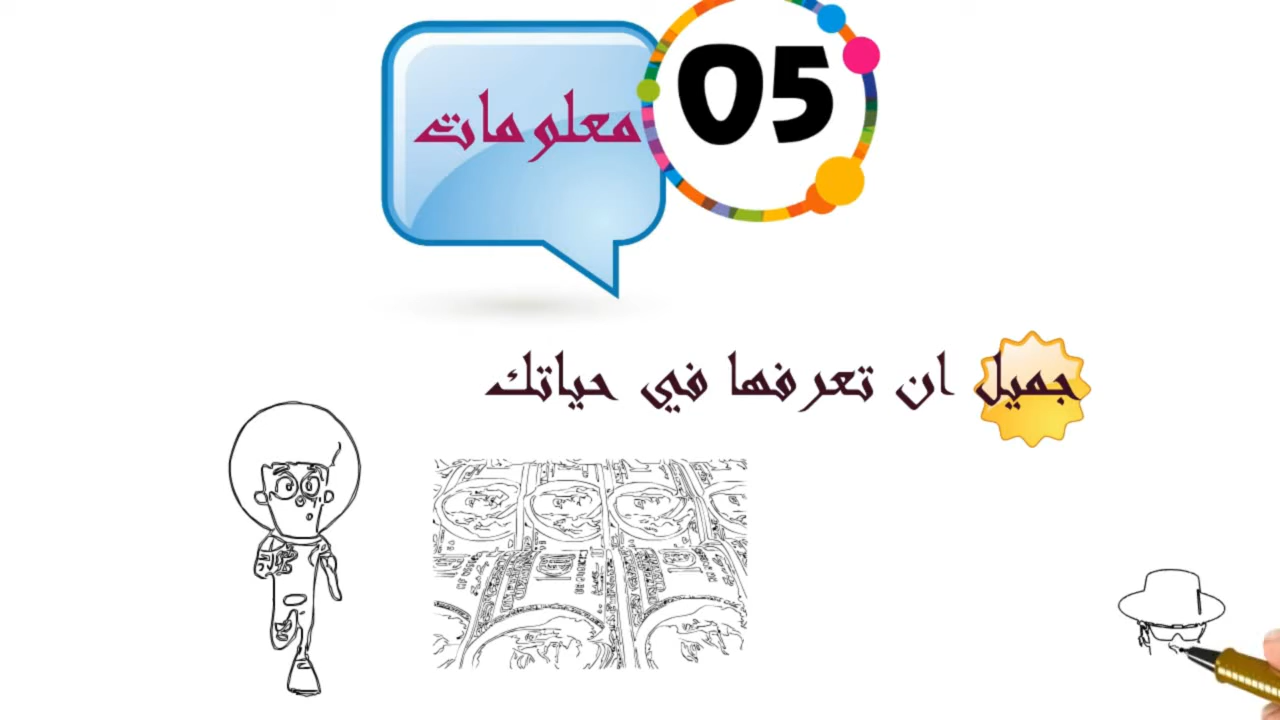 05 معلومات
جميل ان تعرفها في حياتك